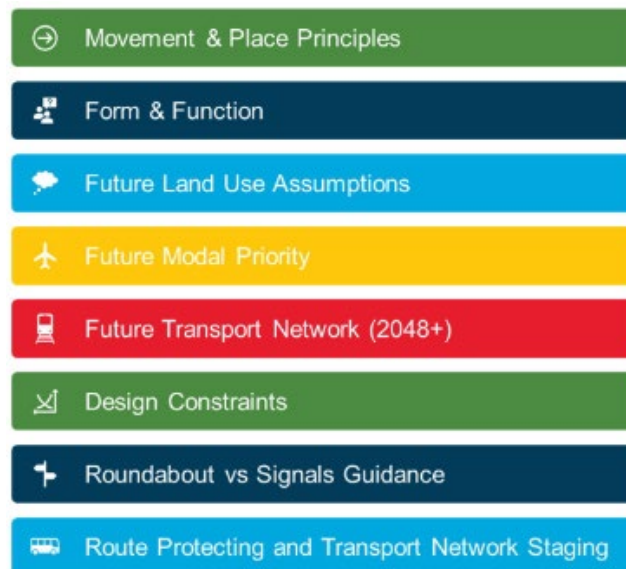 Movement & Place Principles
Form & Function
Future Land Use Assumptions
Future Modal Priority
Future Transport Network (2048+)
Design Constraints
Roundabout vs Signals Guidance
Route Protecting and Transport Network Staging